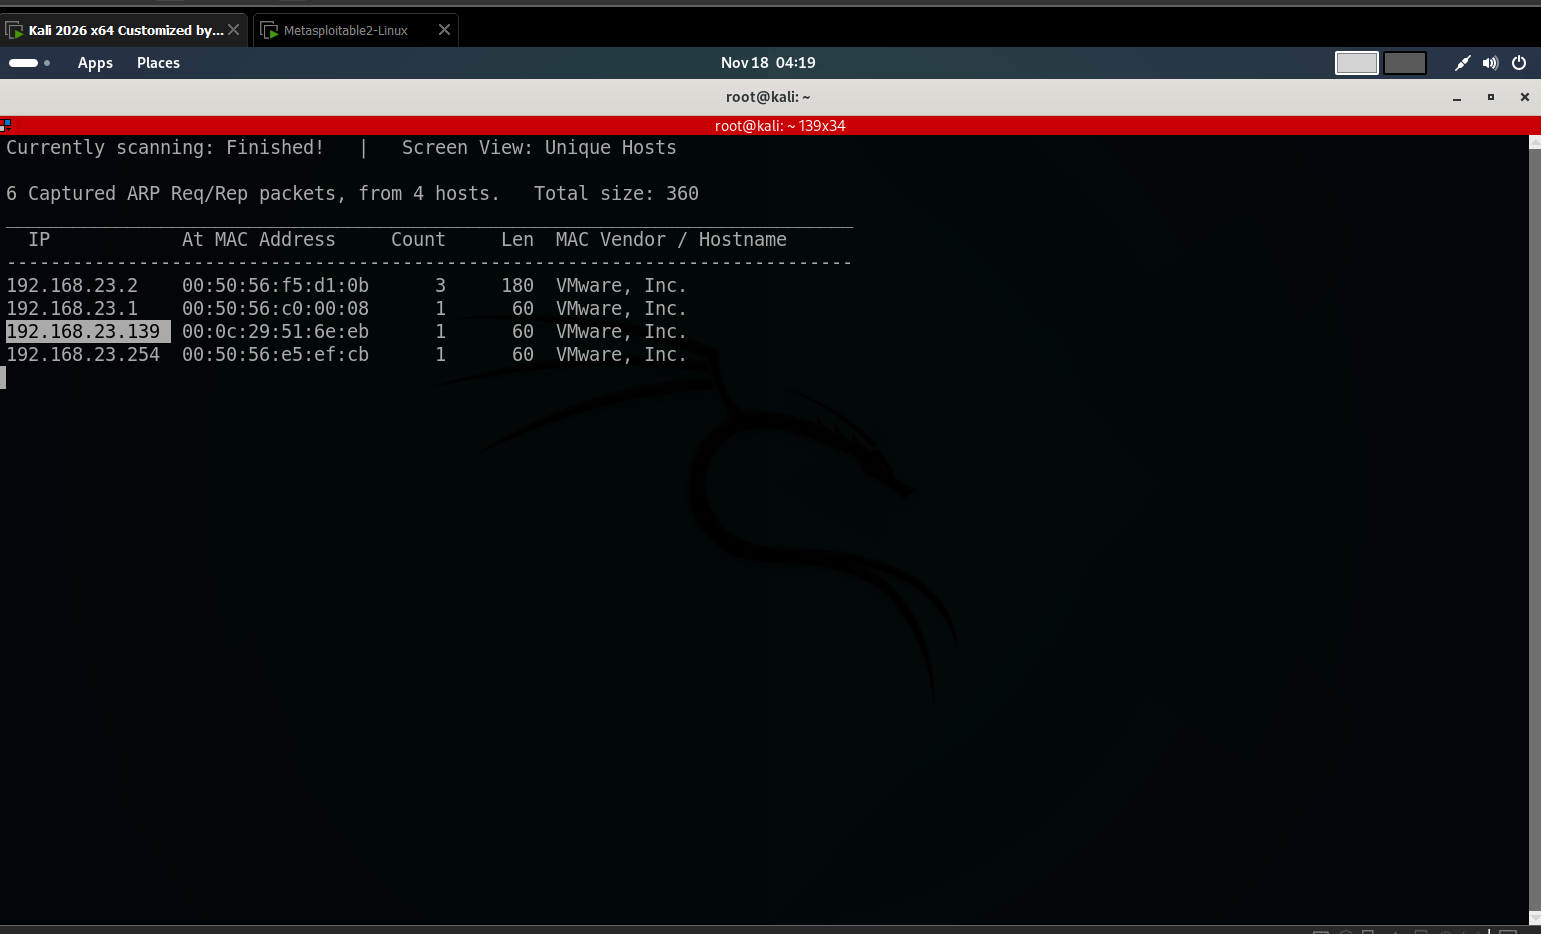 Kali 2026 x64 Customized by...
Metasploitable2-Linux
Apps Places Nov 18 04:19
root@kali: ~
root@kali: ~ 139x34
Currently scanning: Finished!   |   Screen View: Unique Hosts
6 Captured ARP Req/Rep packets, from 4 hosts.   Total size: 360
_____________________________________________________________________________
  IP            At MAC Address     Count     Len  MAC Vendor / Hostname
-----------------------------------------------------------------------------
192.168.23.2    00:50:56:f5:d1:0b      3     180  VMware, Inc.
192.168.23.1    00:50:56:c0:00:08      1      60  VMware, Inc.
192.168.23.139  00:0c:29:51:6e:eb      1      60  VMware, Inc.
192.168.23.254  00:50:56:e5:ef:cb      1      60  VMware, Inc.